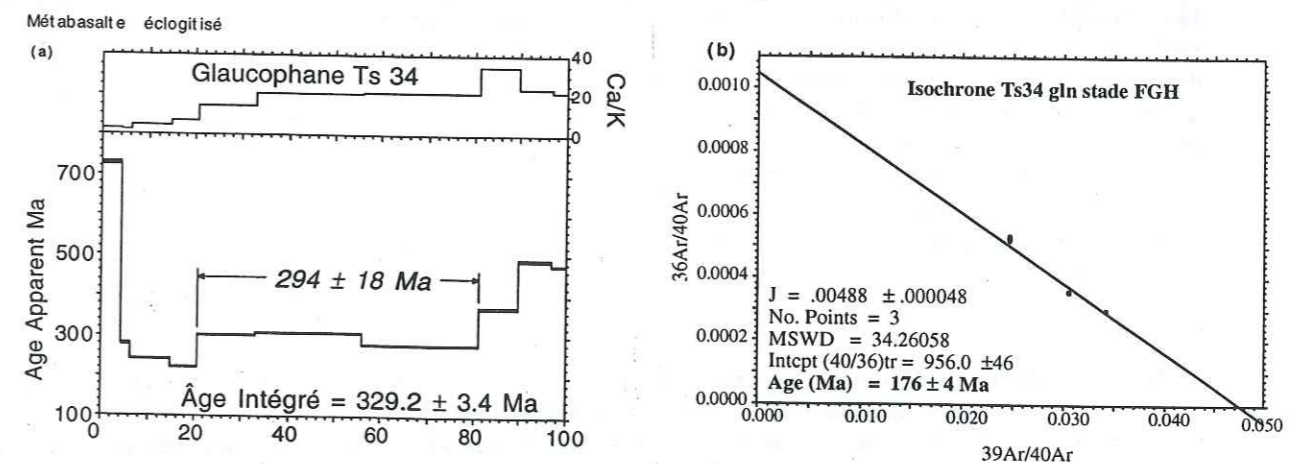 Métabasalte éclogitisé
(a)
Glaucophane Ts 34
40
20
0
Ca/K
700
500
300
100
Age Apparent Ma
294 ± 18 Ma
Âge Intégré = 329.2 ± 3.4 Ma
0 20 40 60 80 100
(b)
Isochrone Ts34 gln stade FGH
0.0010
0.0008
0.0006
0.0004
0.0002
0.0000
36Ar/40Ar
J = .00488 ± .000048
No. Points = 3
MSWD = 34.26058
Intcpt (40/36)tr = 956.0 ±46
Age (Ma) = 176 ± 4 Ma
0.000 0.010 0.020 0.030 0.040 0.050
39Ar/40Ar